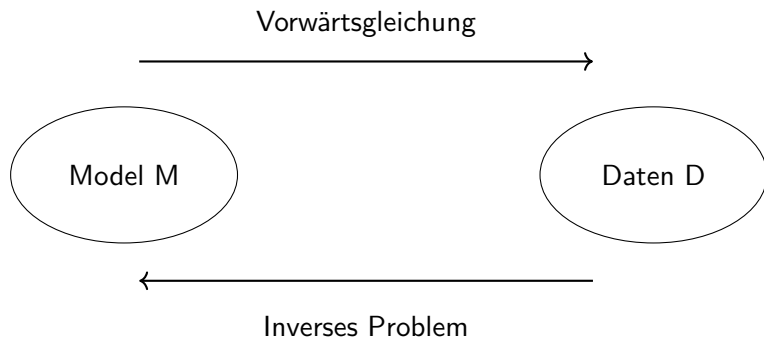 Vorwärtsgleichung
Model M
Daten D
Inverses Problem